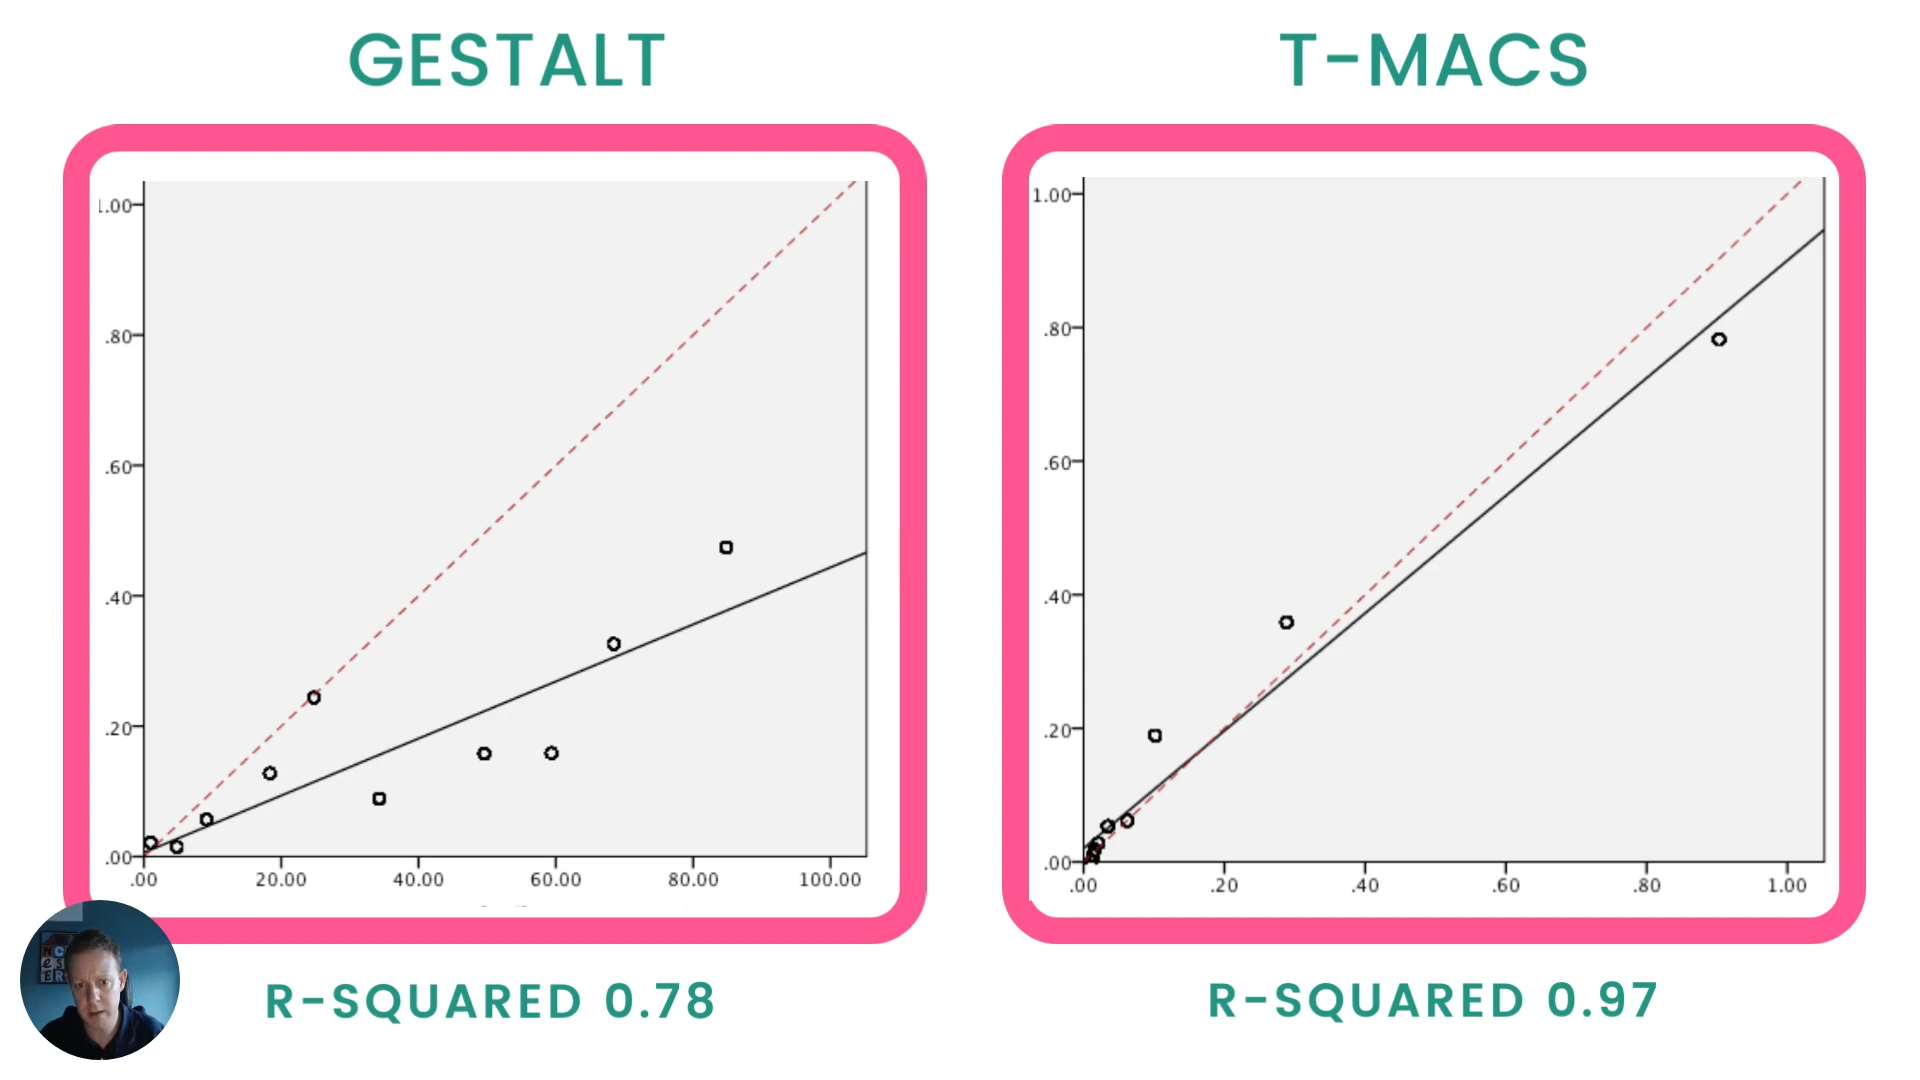 GESTALT
1.00
.80
.60
.40
.20
.00
.00 20.00 40.00 60.00 80.00 100.00
R-SQUARED 0.78
T-MACS
1.00
.80
.60
.40
.20
.00
.00 .20 .40 .60 .80 1.00
R-SQUARED 0.97